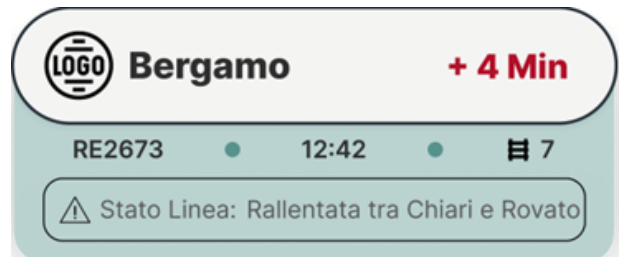 LOGO Bergamo + 4 Min
RE2673 12:42 7
Stato Linea: Rallentata tra Chiari e Rovato